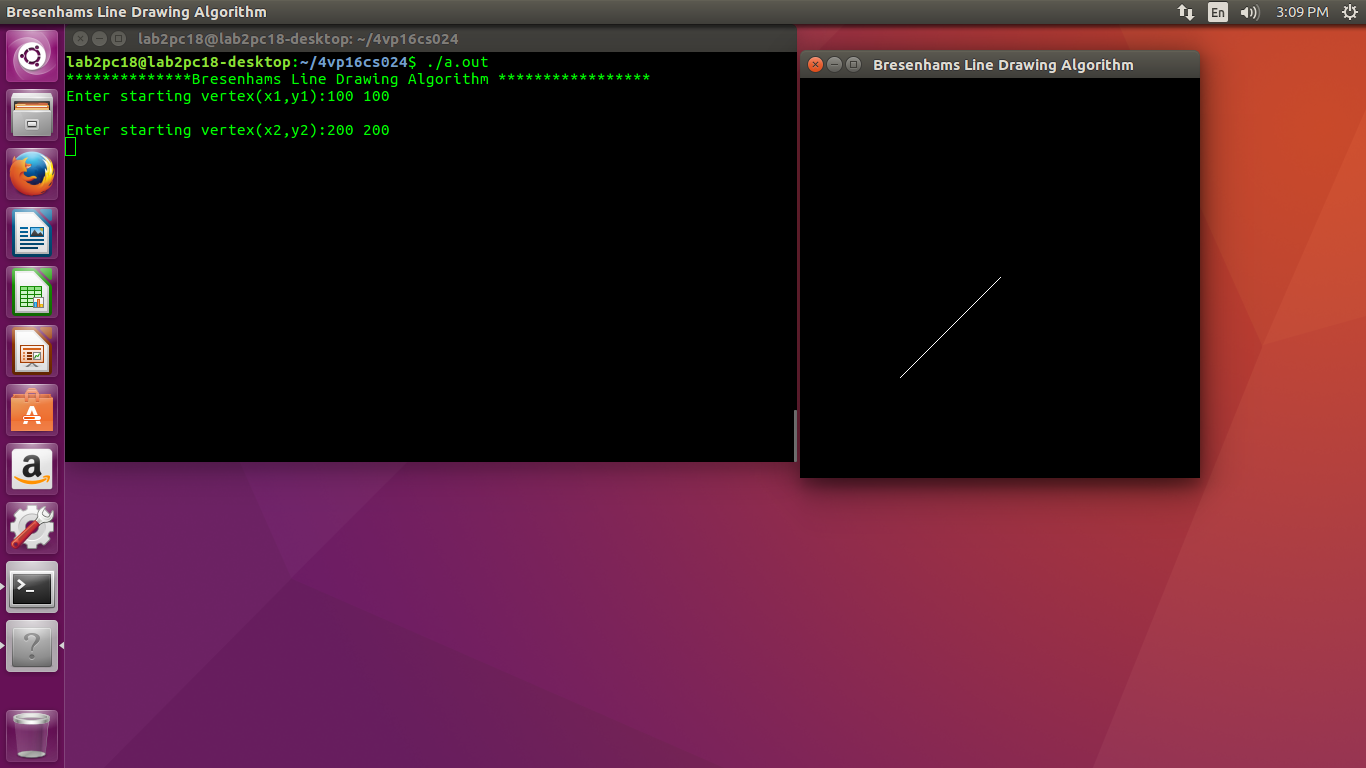 Bresenhams Line Drawing Algorithm
En
3:09 PM
lab2pc18@lab2pc18-desktop: ~/4vp16cs024
lab2pc18@lab2pc18-desktop:~/4vp16cs024$ ./a.out
**************Bresenhams Line Drawing Algorithm *****************
Enter starting vertex(x1,y1):100 100
Enter starting vertex(x2,y2):200 200
Bresenhams Line Drawing Algorithm
A
a
>_
?